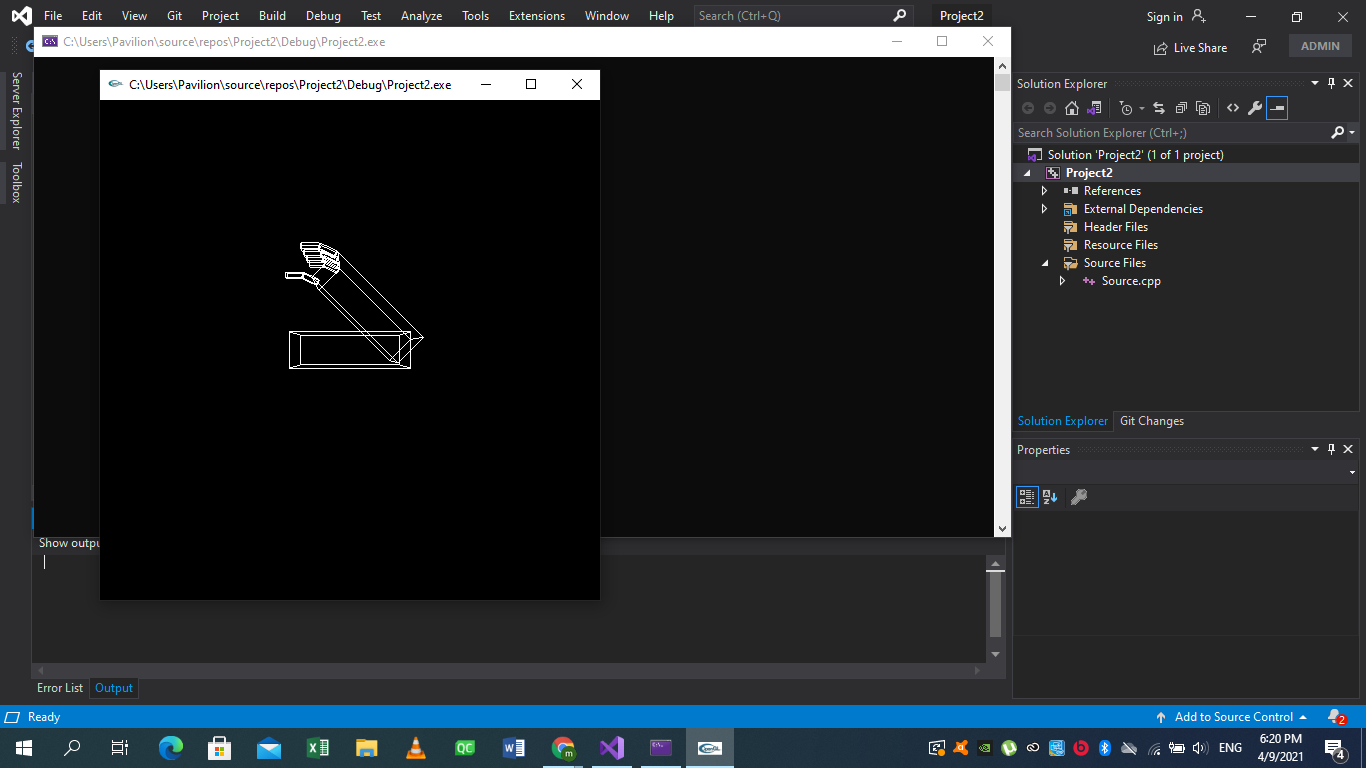 File Edit View Git Project Build Debug Test Analyze Tools Extensions Window Help Search (Ctrl+Q) Project2 Sign in
C:\Users\Pavilion\source\repos\Project2\Debug\Project2.exe
Live Share ADMIN
C:\Users\Pavilion\source\repos\Project2\Debug\Project2.exe
Server Explorer
Toolbox
Solution Explorer
Search Solution Explorer (Ctrl+;)
Solution 'Project2' (1 of 1 project)
Project2
References
External Dependencies
Header Files
Resource Files
Source Files
Source.cpp
Solution Explorer Git Changes
Properties
Show outpu
Error List Output
Ready Add to Source Control 2
QC ENG 6:20 PM
4/9/2021
4